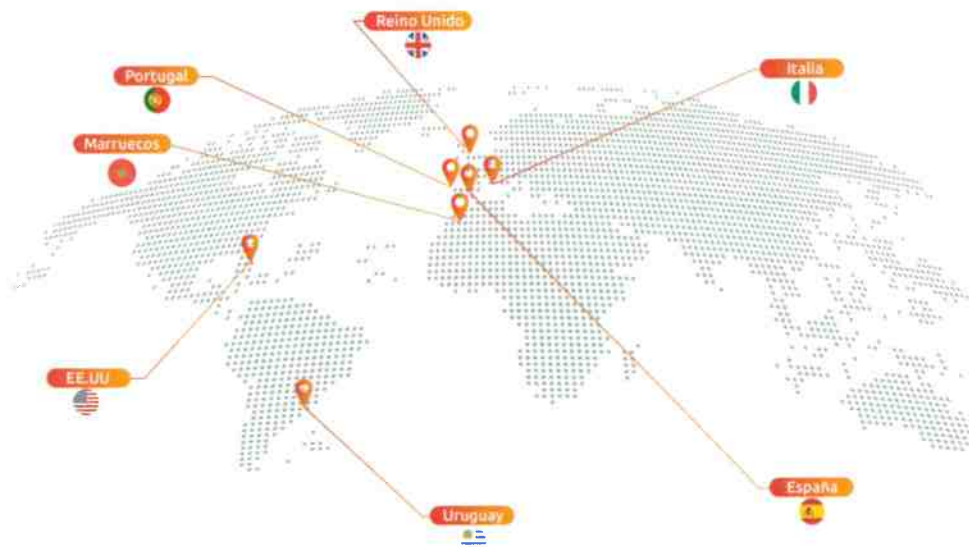 Reino Unido
Portugal
Italia
Marruecos
EE.UU
España
Uruguay